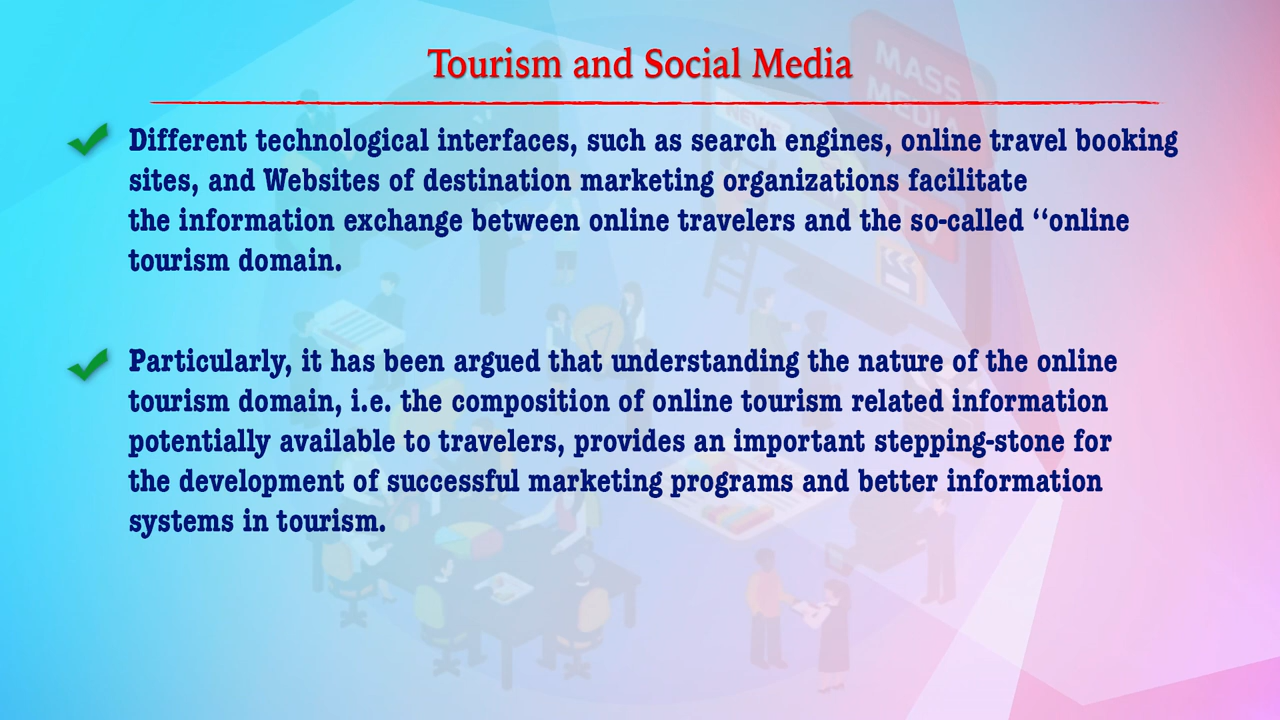 Tourism and Social Media
Different technological interfaces, such as search engines, online travel booking
sites, and Websites of destination marketing organizations facilitate
the information exchange between online travelers and the so-called ‘‘online
tourism domain.
Particularly, it has been argued that understanding the nature of the online
tourism domain, i.e. the composition of online tourism related information
potentially available to travelers, provides an important stepping-stone for
the development of successful marketing programs and better information
systems in tourism.
MASS
MEDIA
NEWS